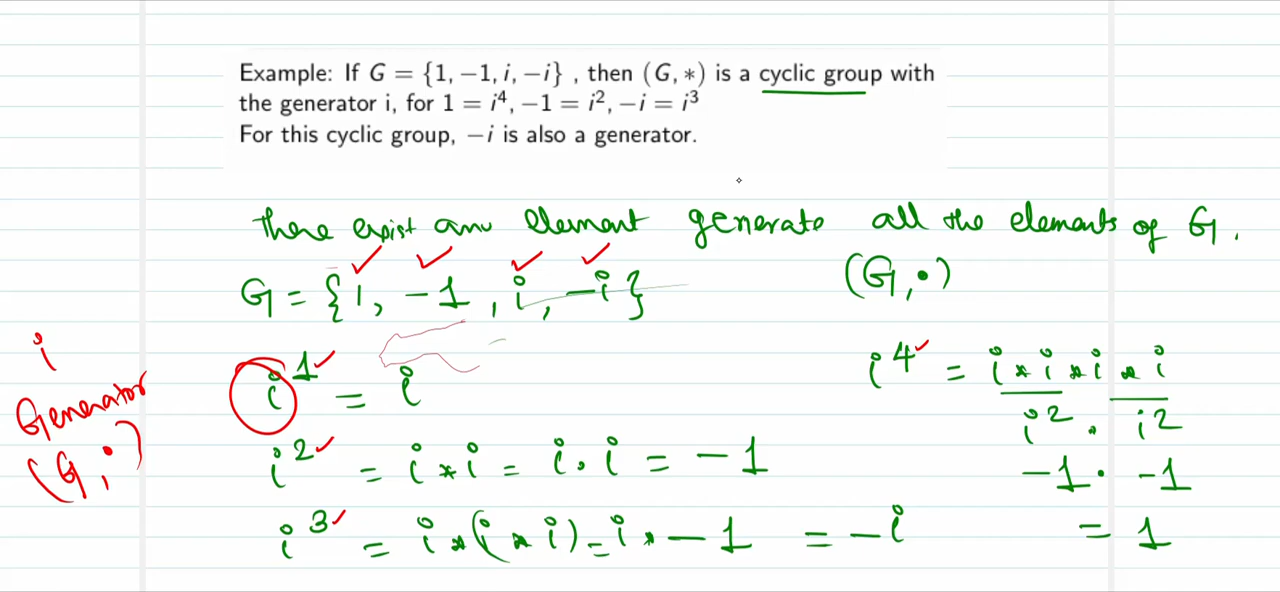 Example: If G = {1, −1, i, −i} , then (G, ∗) is a cyclic group with
the generator i, for 1 = i⁴, −1 = i², −i = i³
For this cyclic group, −i is also a generator.
There exist an element generate all the elements of G.
G = {1, -1, i, -i}
(G, •)
i
Generator
(G, •)
i¹ = i
i² = i * i = i . i = -1
i³ = i * (i * i) = i * -1 = -i
i⁴ = i * i * i * i
i² . i²
-1 . -1
= 1